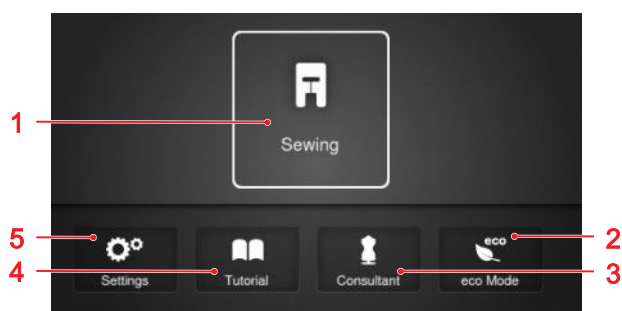 1
Sewing
5
eco
2
4
Settings
Tutorial
Consultant
eco Mode
3